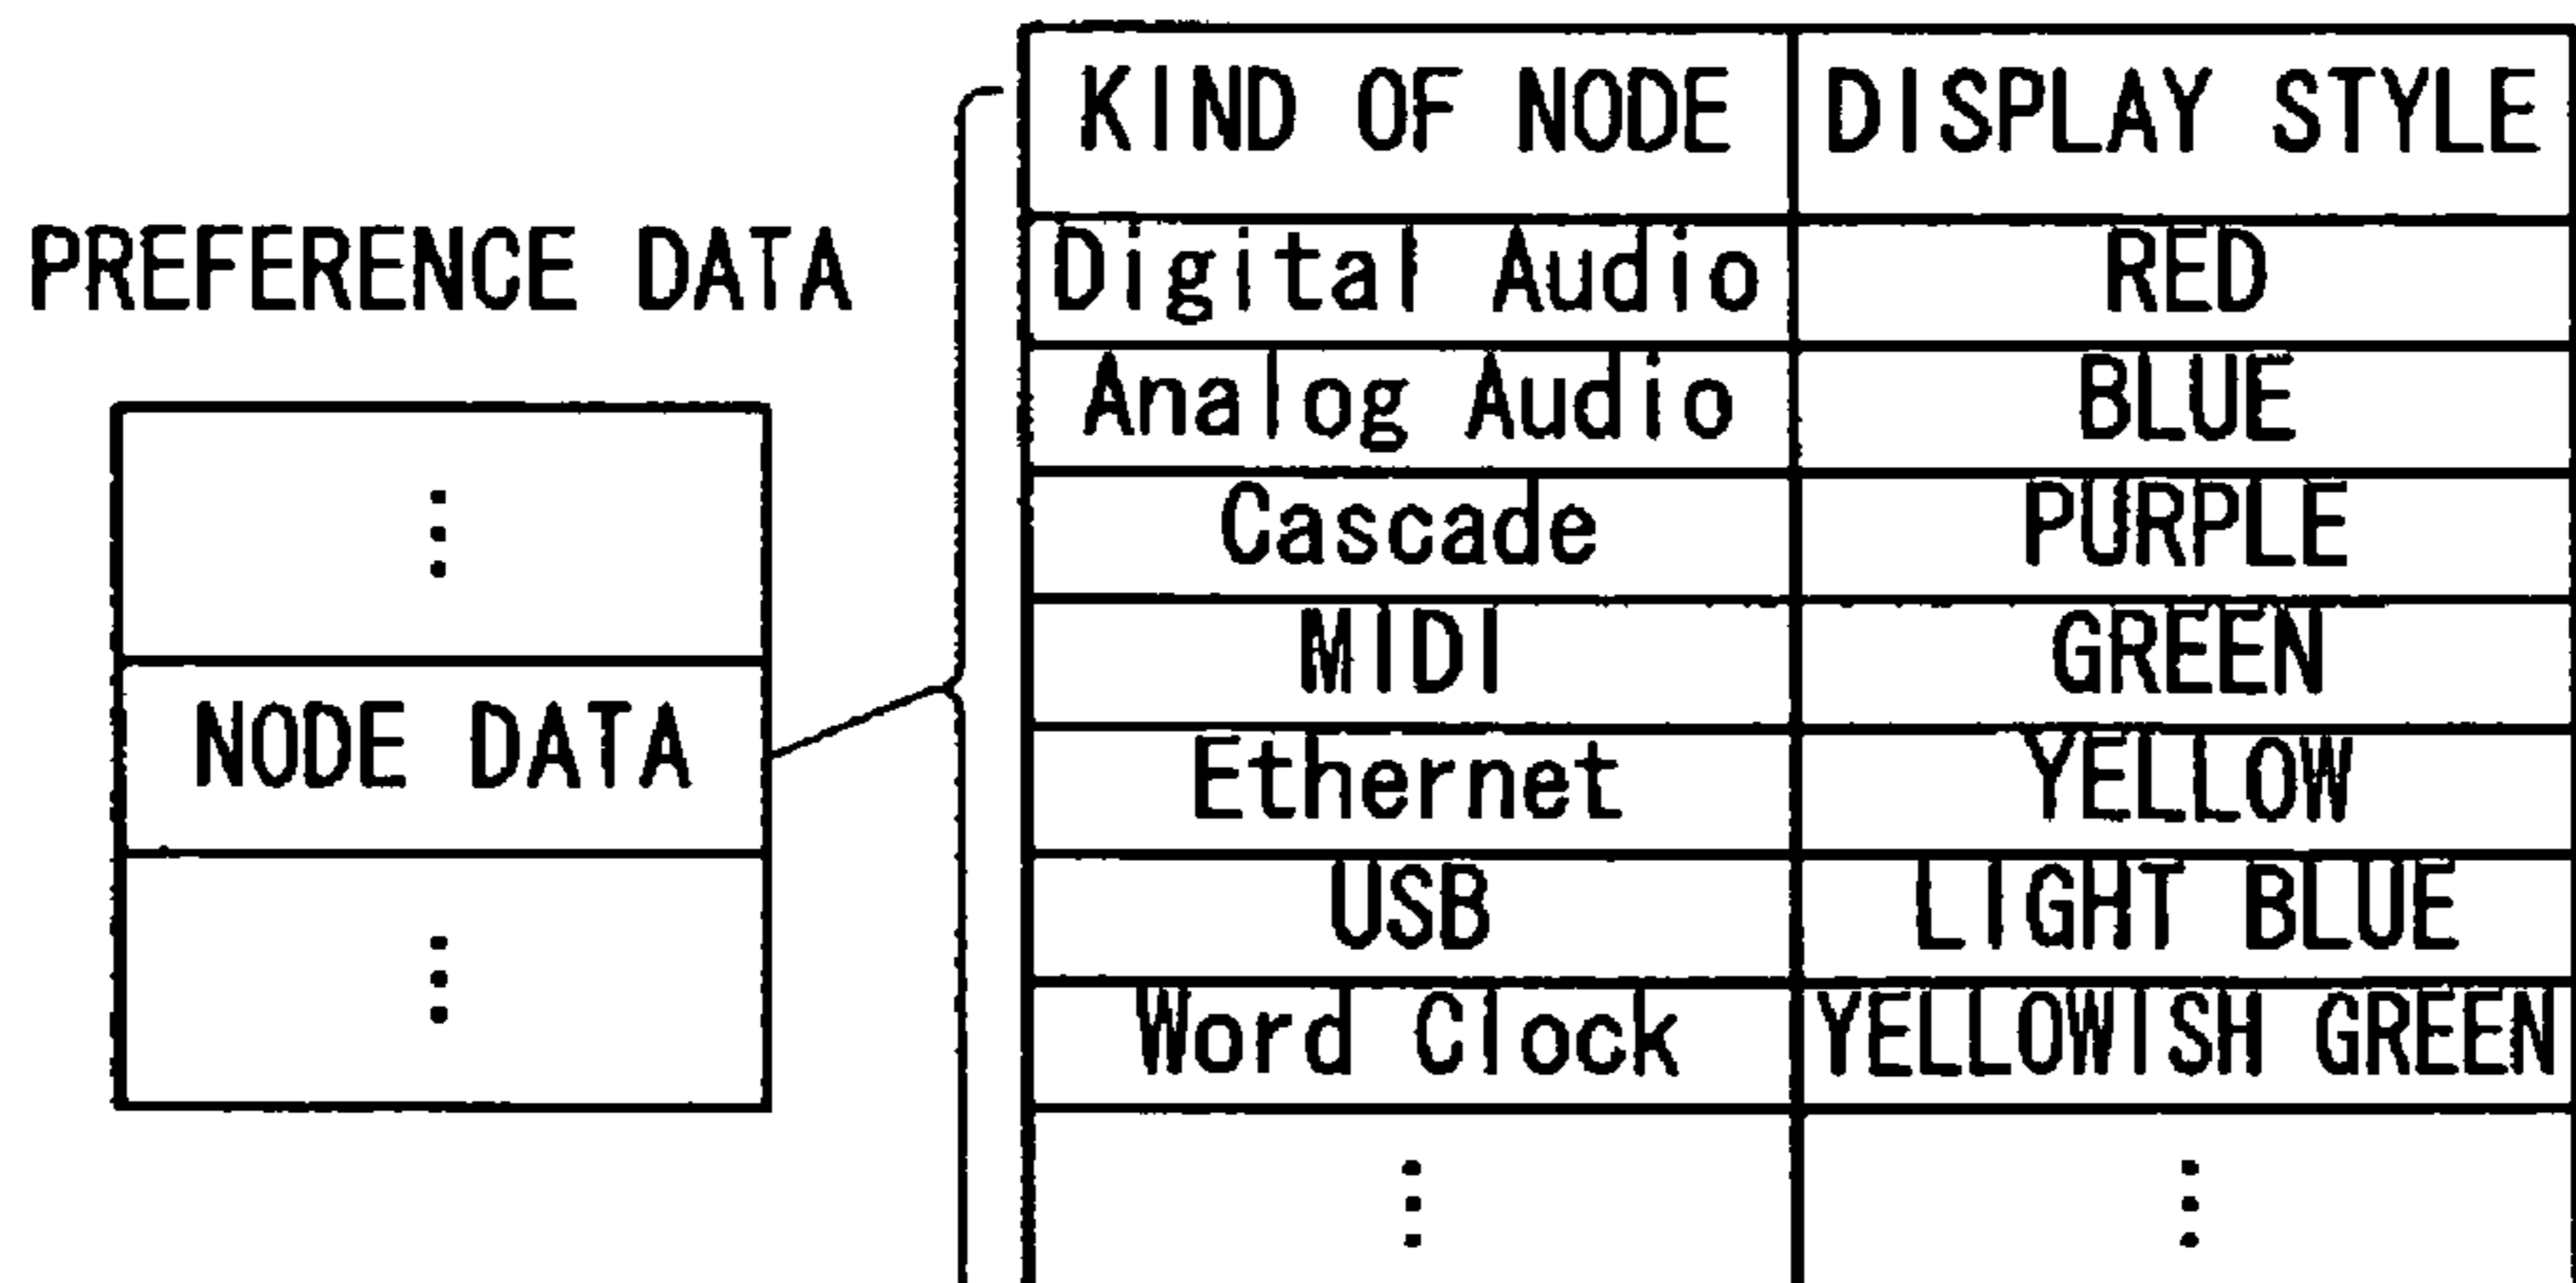 PREFERENCE DATA
⋮
NODE DATA
⋮
KIND OF NODE DISPLAY STYLE
Digital Audio RED
Analog Audio BLUE
Cascade PURPLE
MIDI GREEN
Ethernet YELLOW
USB LIGHT BLUE
Word Clock YELLOWISH GREEN
⋮ ⋮